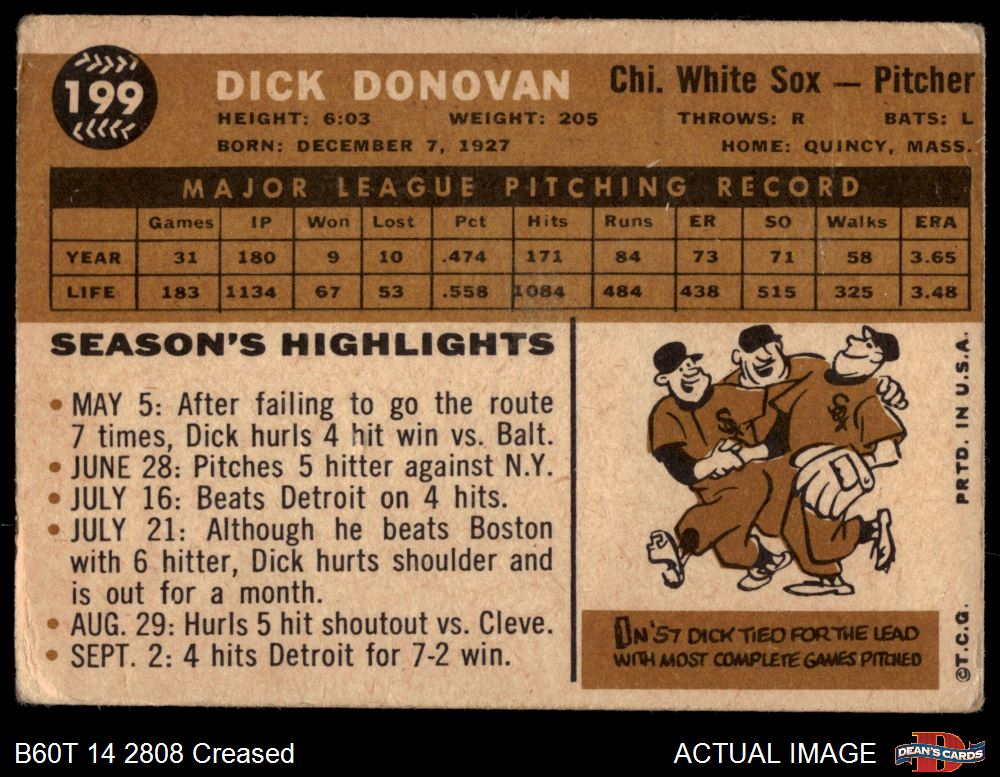 199
DICK DONOVAN
Chi. White Sox — Pitcher
HEIGHT: 6:03 WEIGHT: 205 THROWS: R BATS: L
BORN: DECEMBER 7, 1927 HOME: QUINCY, MASS.
MAJOR LEAGUE PITCHING RECORD
Games IP Won Lost Pct Hits Runs ER SO Walks ERA
YEAR 31 180 9 10 .474 171 84 73 71 58 3.65
LIFE 183 1134 67 53 .558 1084 484 438 515 325 3.48
SEASON'S HIGHLIGHTS
• MAY 5: After failing to go the route
7 times, Dick hurls 4 hit win vs. Balt.
• JUNE 28: Pitches 5 hitter against N.Y.
• JULY 16: Beats Detroit on 4 hits.
• JULY 21: Although he beats Boston
with 6 hitter, Dick hurts shoulder and
is out for a month.
• AUG. 29: Hurls 5 hit shoutout vs. Cleve.
• SEPT. 2: 4 hits Detroit for 7-2 win.
SOX
SOX
IN '57 DICK TIED FOR THE LEAD
WITH MOST COMPLETE GAMES PITCHED
©T.C.G. PRTD. IN U.S.A.
B60T 14 2808 Creased
ACTUAL IMAGE
DEAN'S CARDS